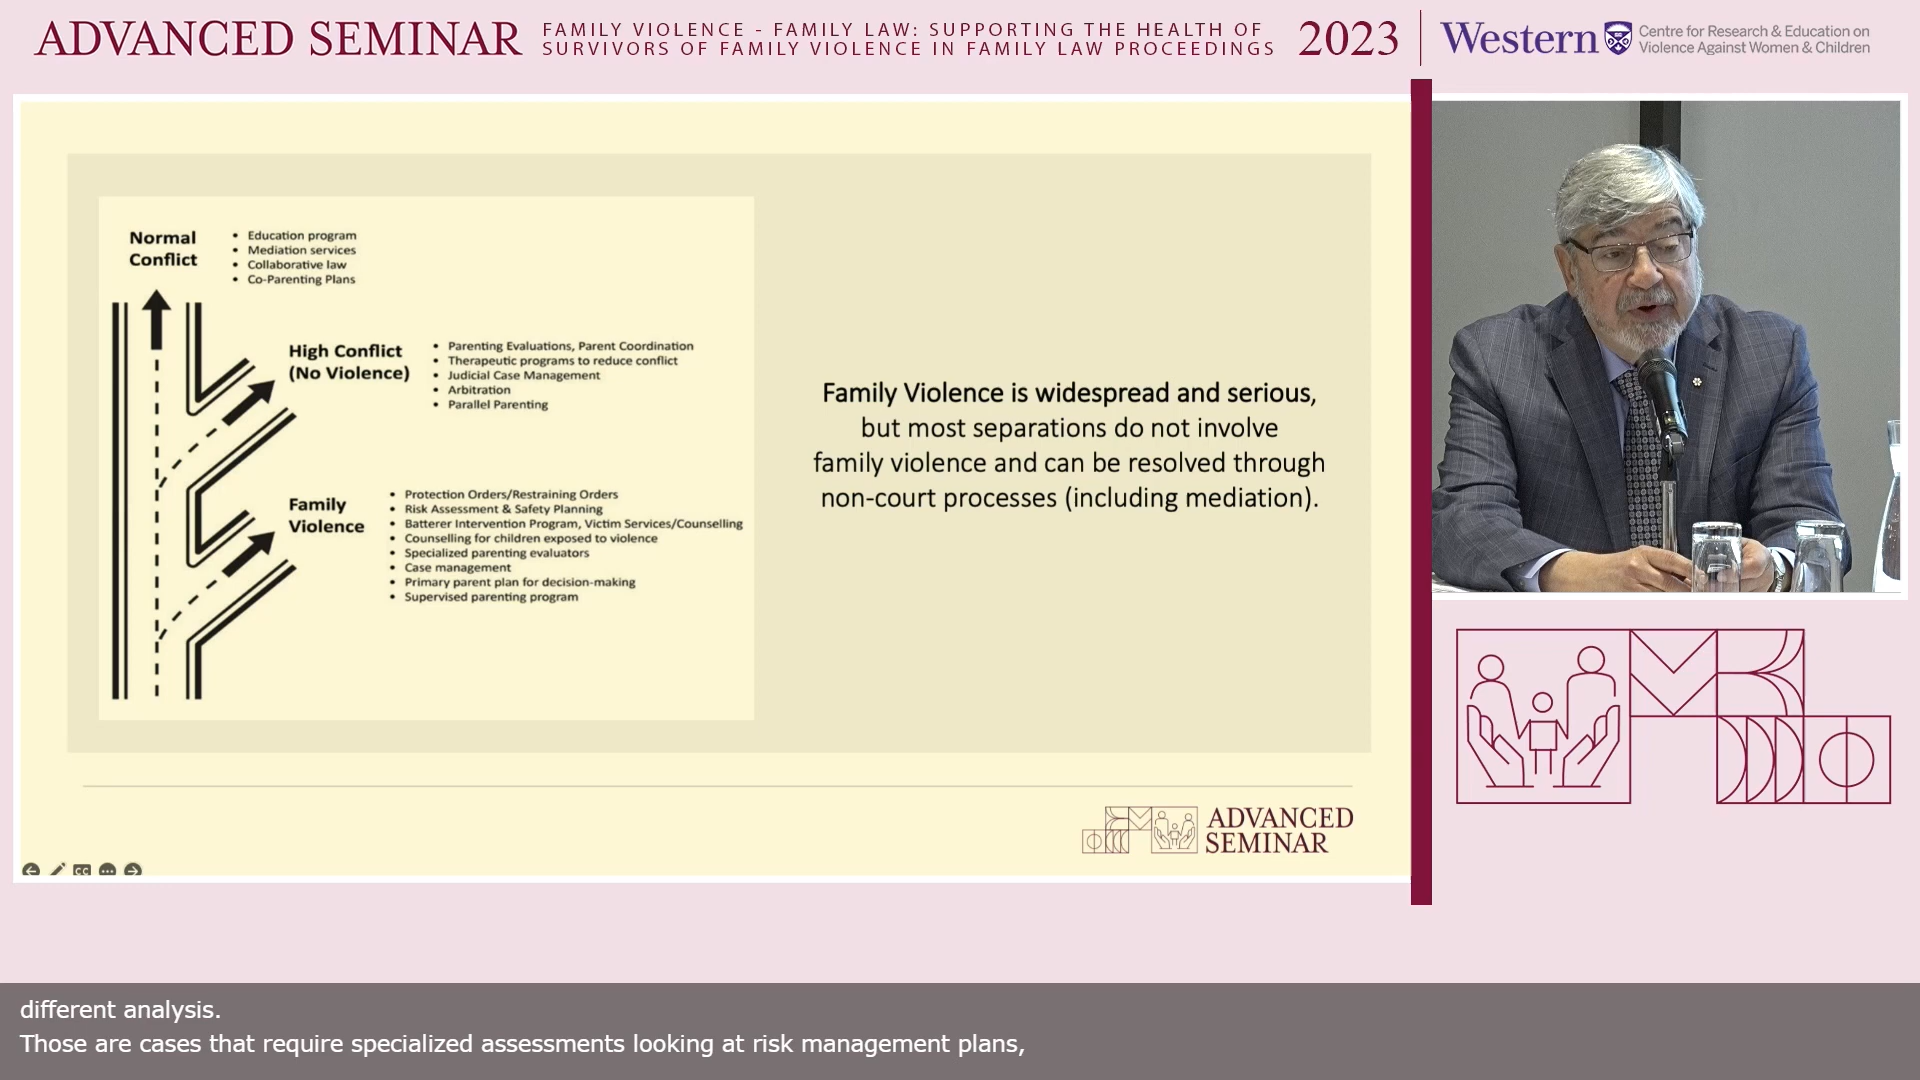 ADVANCED SEMINAR
FAMILY VIOLENCE - FAMILY LAW: SUPPORTING THE HEALTH OF
SURVIVORS OF FAMILY VIOLENCE IN FAMILY LAW PROCEEDINGS
2023
Western
Centre for Research & Education on
Violence Against Women & Children
Normal
Conflict
• Education program
• Mediation services
• Collaborative law
• Co-Parenting Plans
High Conflict
(No Violence)
• Parenting Evaluations, Parent Coordination
• Therapeutic programs to reduce conflict
• Judicial Case Management
• Arbitration
• Parallel Parenting
Family
Violence
• Protection Orders/Restraining Orders
• Risk Assessment & Safety Planning
• Batterer Intervention Program, Victim Services/Counselling
• Counselling for children exposed to violence
• Specialized parenting evaluators
• Case management
• Primary parent plan for decision-making
• Supervised parenting program
Family Violence is widespread and serious,
but most separations do not involve
family violence and can be resolved through
non-court processes (including mediation).
ADVANCED
SEMINAR
CC
different analysis.
Those are cases that require specialized assessments looking at risk management plans,